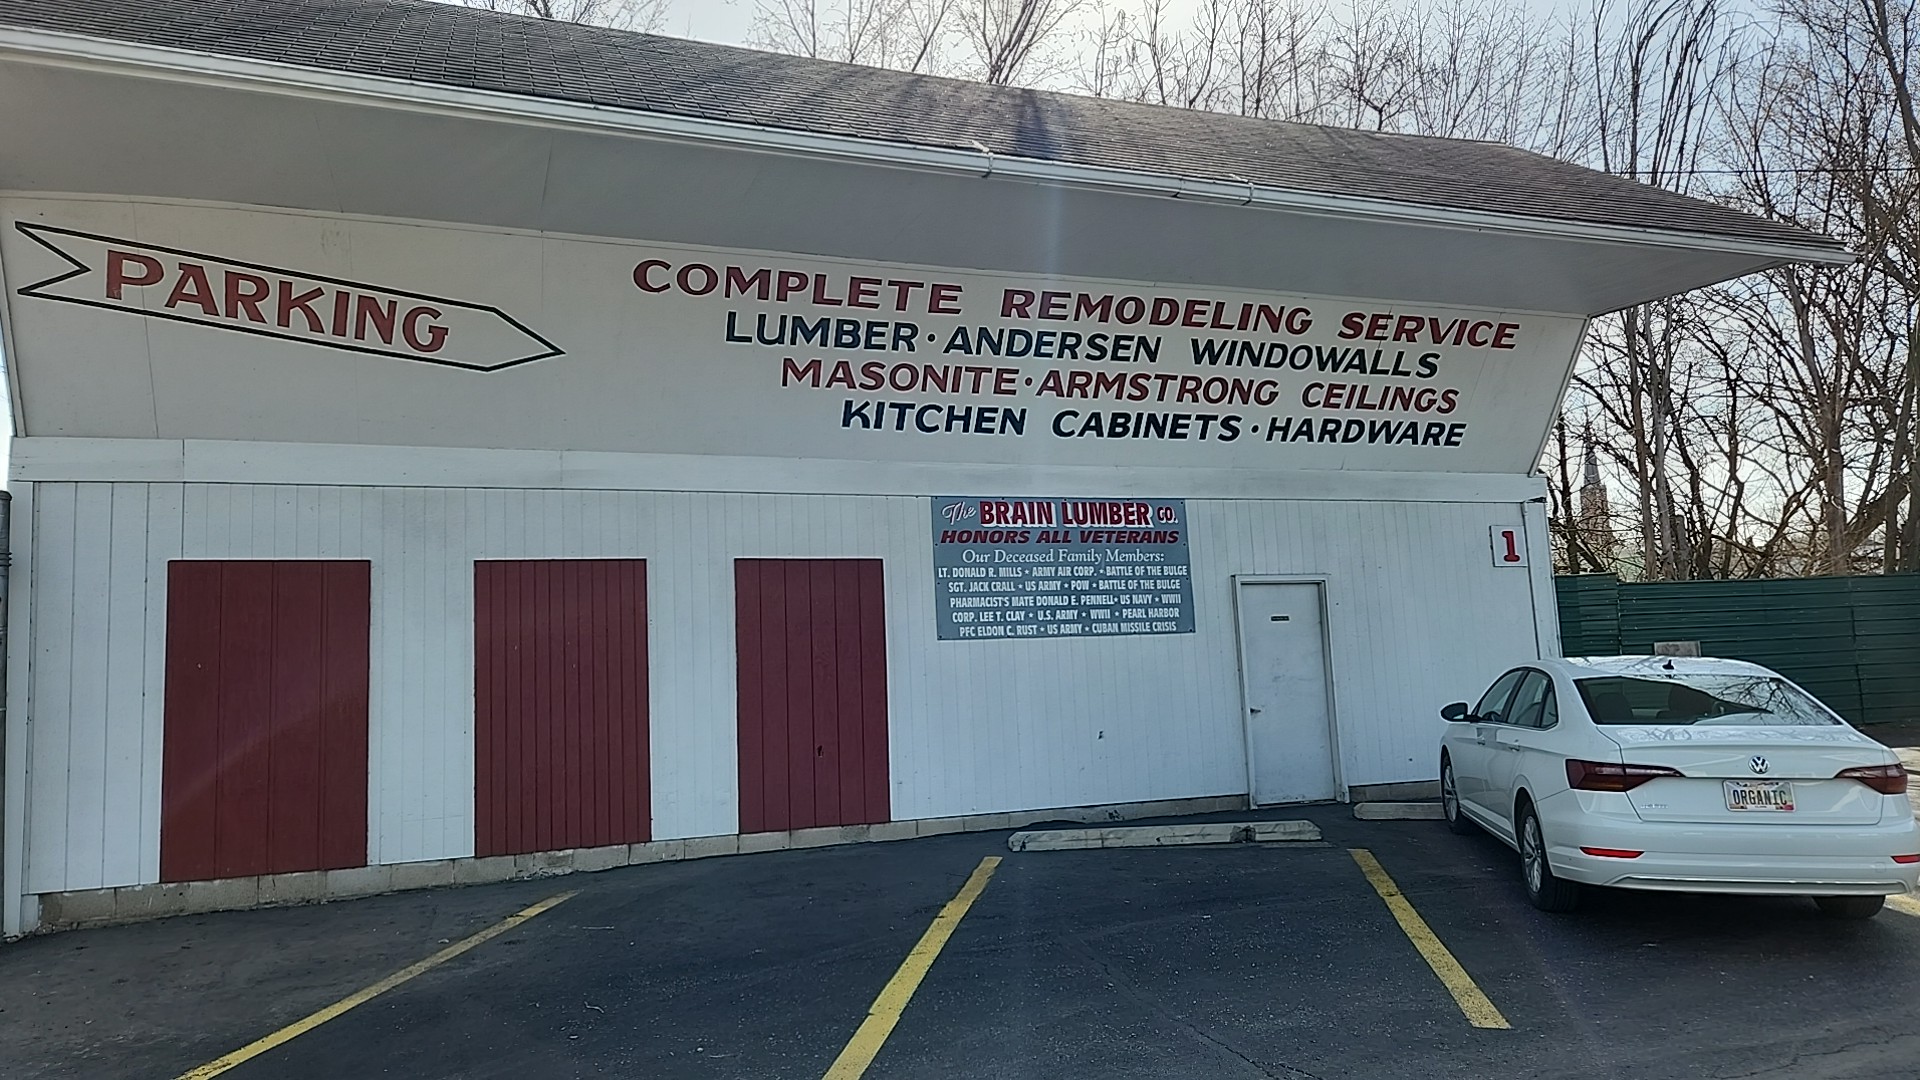 PARKING
COMPLETE REMODELING SERVICE
LUMBER · ANDERSEN WINDOWALLS
MASONITE · ARMSTRONG CEILINGS
KITCHEN CABINETS · HARDWARE
The BRAIN LUMBER CO.
HONORS ALL VETERANS
Our Deceased Family Members:
LT. DONALD R. MILLS ★ ARMY AIR CORP. ★ BATTLE OF THE BULGE
SGT. JACK CRALL ★ US ARMY ★ POW ★ BATTLE OF THE BULGE
PHARMACIST'S MATE DONALD E. PENNELL ★ US NAVY ★ WWII
CORP. LEE T. CLAY ★ U.S. ARMY ★ WWII ★ PEARL HARBOR
PFC ELDON C. RUST ★ US ARMY ★ CUBAN MISSILE CRISIS
1
ORGANIC